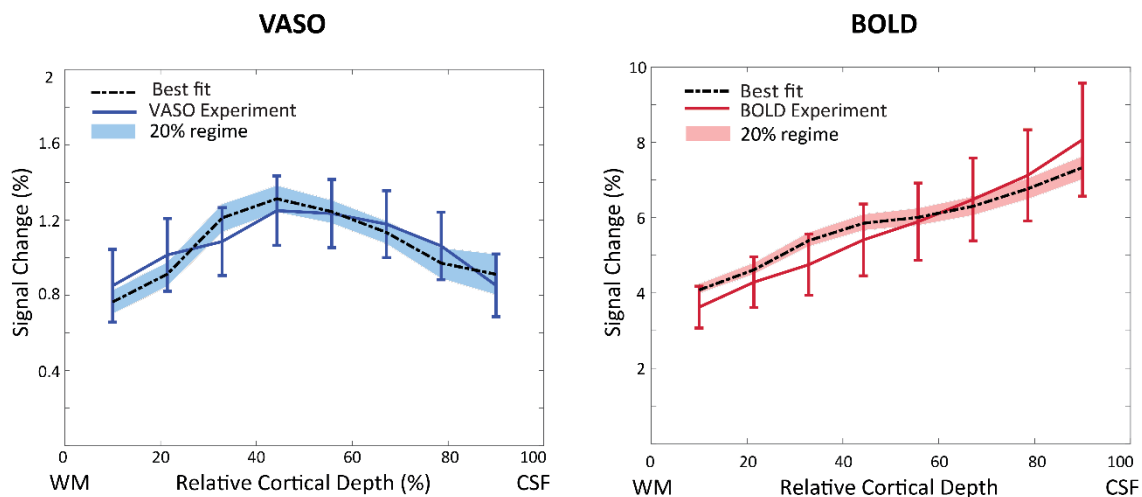 VASO
2
1.6
1.2
0.8
0.4
Signal Change (%)
Best fit
VASO Experiment
20% regime
0 20 40 60 80 100
WM Relative Cortical Depth (%) CSF
BOLD
10
8
6
4
2
Signal Change (%)
Best fit
BOLD Experiment
20% regime
0 20 40 60 80 100
WM Relative Cortical Depth CSF